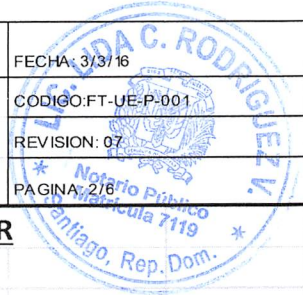 FECHA: 3/3/16
CODIGO:FT-UE-P-001
REVISION: 07
PAGINA: 2/6
R
LIC. LIDA C. RODRIGUEZ V.
Notario Público
Matrícula 7119
Santiago, Rep. Dom.